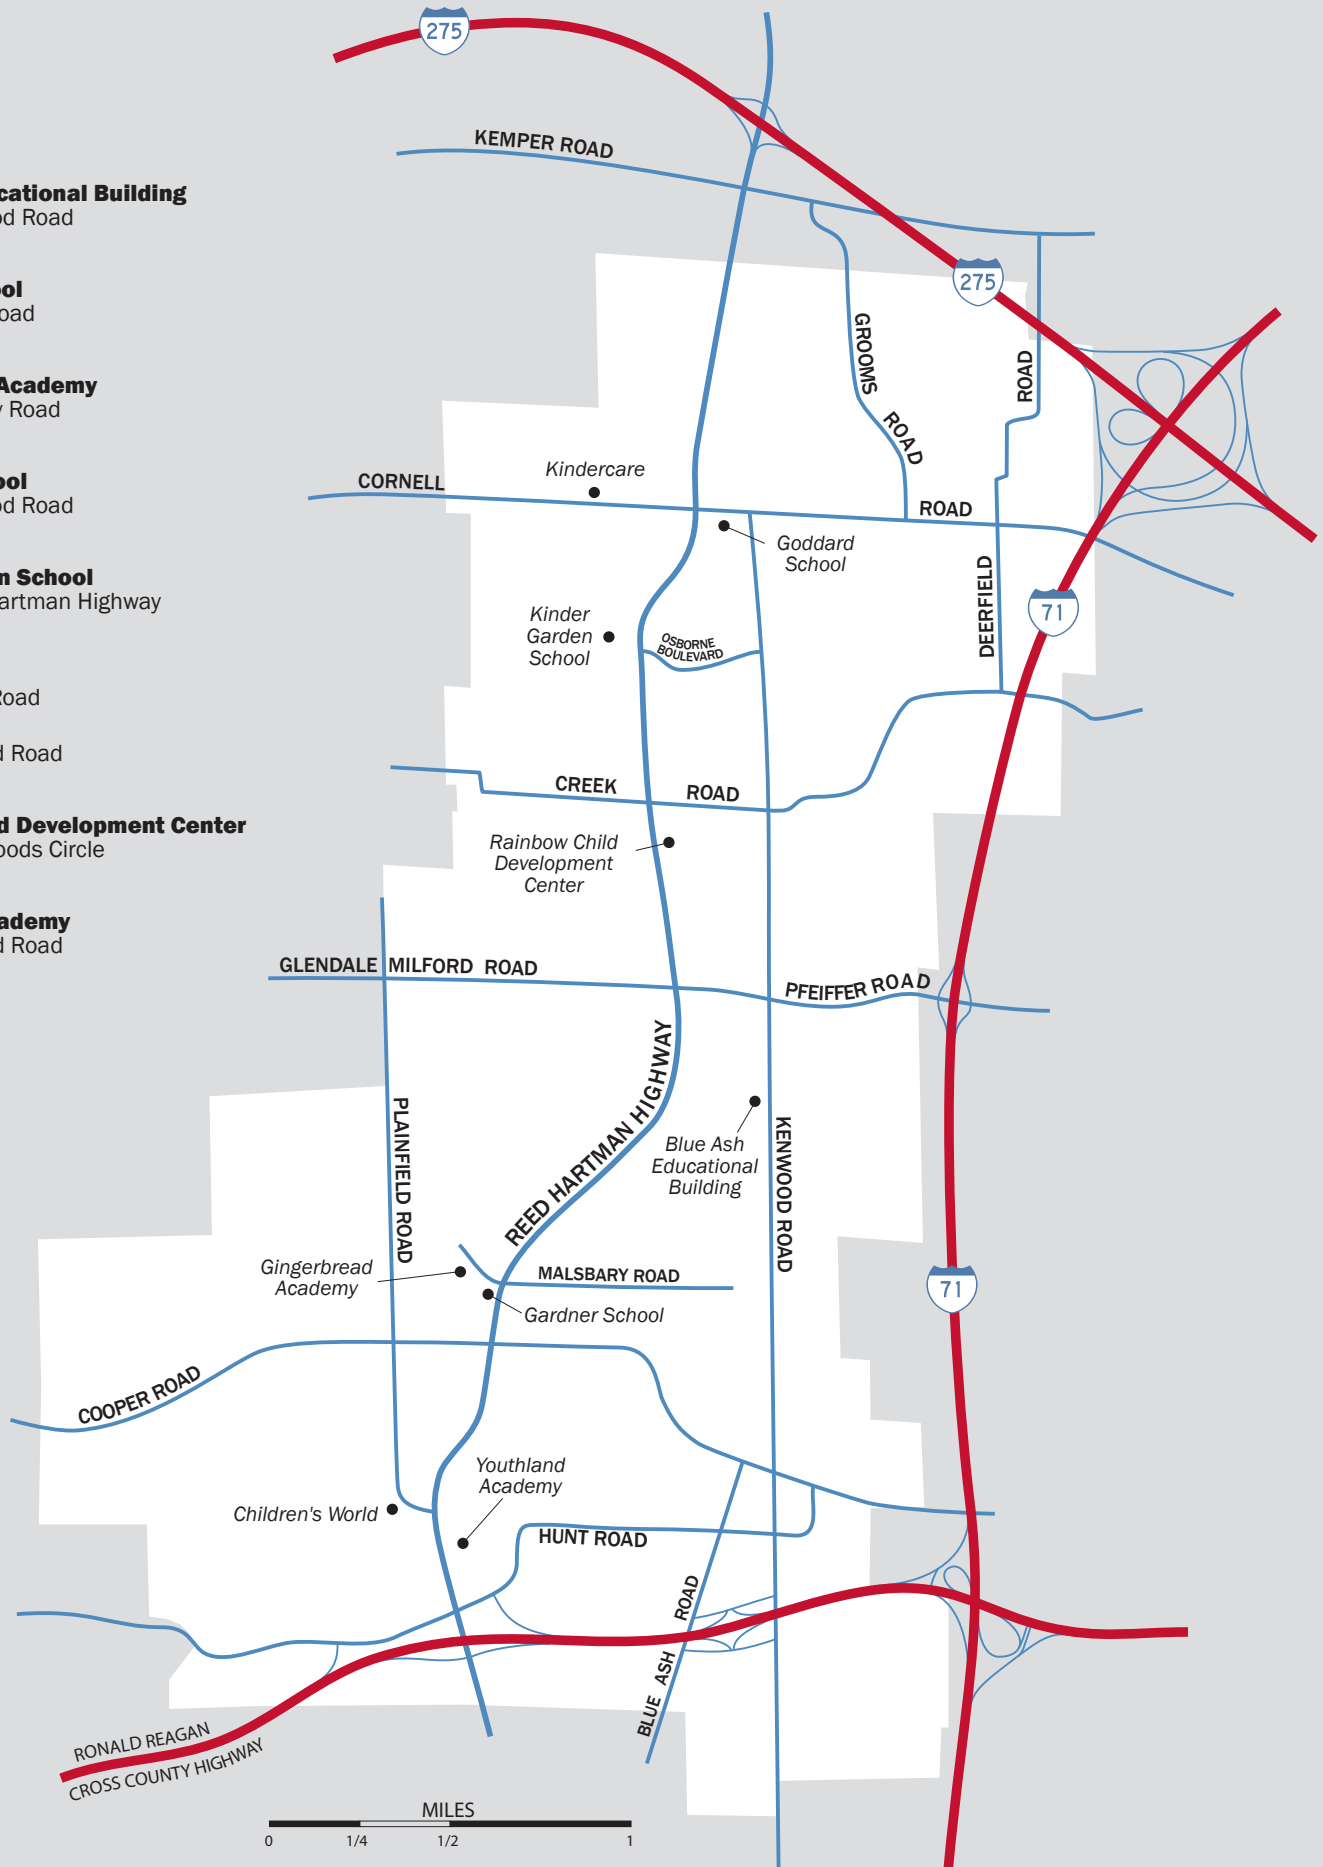 cational Building
od Road
ool
oad
Academy
y Road
ool
od Road
n School
artman Highway
Road
d Road
d Development Center
oods Circle
ademy
d Road
275
KEMPER ROAD
275
GROOMS
ROAD
ROAD
CORNELL
Kindercare
ROAD
Goddard
School
DEERFIELD
71
Kinder
Garden
School
OSBORNE
BOULEVARD
CREEK
ROAD
Rainbow Child
Development
Center
GLENDALE MILFORD ROAD
PFEIFFER ROAD
REED HARTMAN HIGHWAY
PLAINFIELD ROAD
Blue Ash
Educational
Building
KENWOOD ROAD
Gingerbread
Academy
MALSBARY ROAD
71
Gardner School
COOPER ROAD
Youthland
Academy
Children's World
HUNT ROAD
BLUE ASH ROAD
RONALD REAGAN
CROSS COUNTY HIGHWAY
MILES
0 1/4 1/2 1